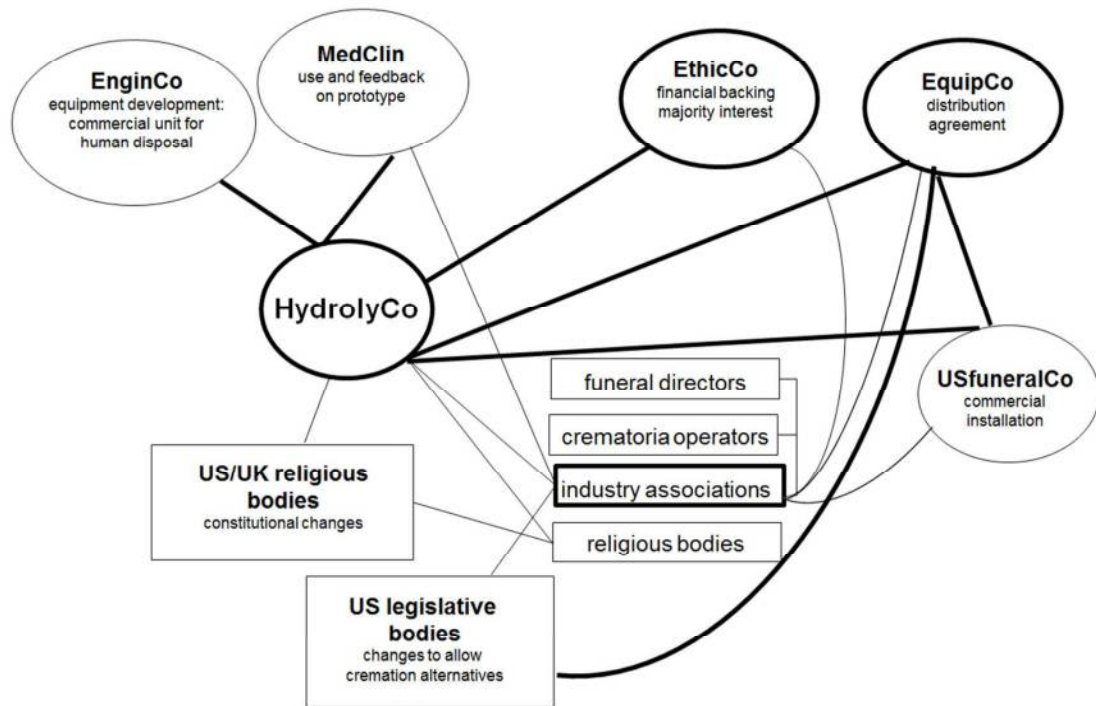 EnginCo
equipment development:
commercial unit for
human disposal
MedClin
use and feedback
on prototype
EthicCo
financial backing
majority interest
EquipCo
distribution
agreement
HydrolyCo
USfuneralCo
commercial
installation
funeral directors
crematoria operators
industry associations
religious bodies
US/UK religious
bodies
constitutional changes
US legislative
bodies
changes to allow
cremation alternatives